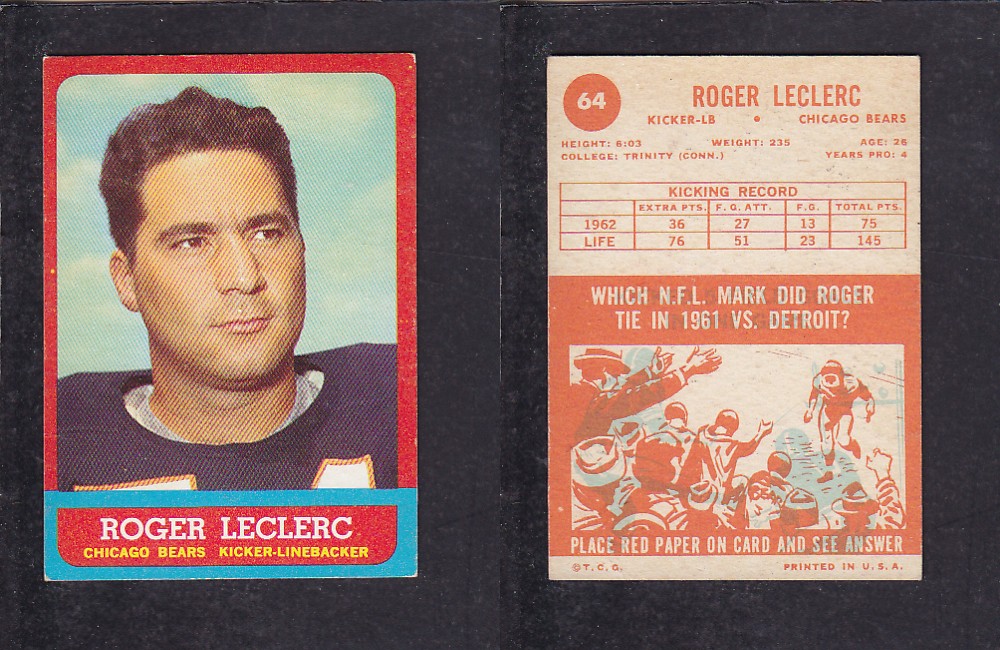 ROGER LECLERC
CHICAGO BEARS KICKER-LINEBACKER
64
ROGER LECLERC
KICKER-LB • CHICAGO BEARS
HEIGHT: 6:03 WEIGHT: 235 AGE: 26
COLLEGE: TRINITY (CONN.) YEARS PRO: 4
KICKING RECORD
EXTRA PTS. F.G. ATT. F.G. TOTAL PTS.
1962 36 27 13 75
LIFE 76 51 23 145
WHICH N.F.L. MARK DID ROGER
TIE IN 1961 VS. DETROIT?
BEARS
PLACE RED PAPER ON CARD AND SEE ANSWER
©T.C.G. PRINTED IN U.S.A.